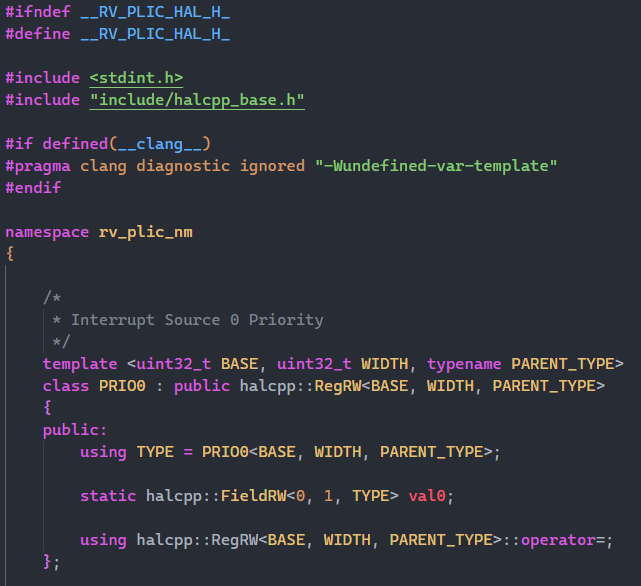 #ifndef __RV_PLIC_HAL_H_
#define __RV_PLIC_HAL_H_
#include <stdint.h>
#include "include/halcpp_base.h"
#if defined(__clang__)
#pragma clang diagnostic ignored "-Wundefined-var-template"
#endif
namespace rv_plic_nm
{
/*
* Interrupt Source 0 Priority
*/
template <uint32_t BASE, uint32_t WIDTH, typename PARENT_TYPE>
class PRIO0 : public halcpp::RegRW<BASE, WIDTH, PARENT_TYPE>
{
public:
using TYPE = PRIO0<BASE, WIDTH, PARENT_TYPE>;
static halcpp::FieldRW<0, 1, TYPE> val0;
using halcpp::RegRW<BASE, WIDTH, PARENT_TYPE>::operator=;
};